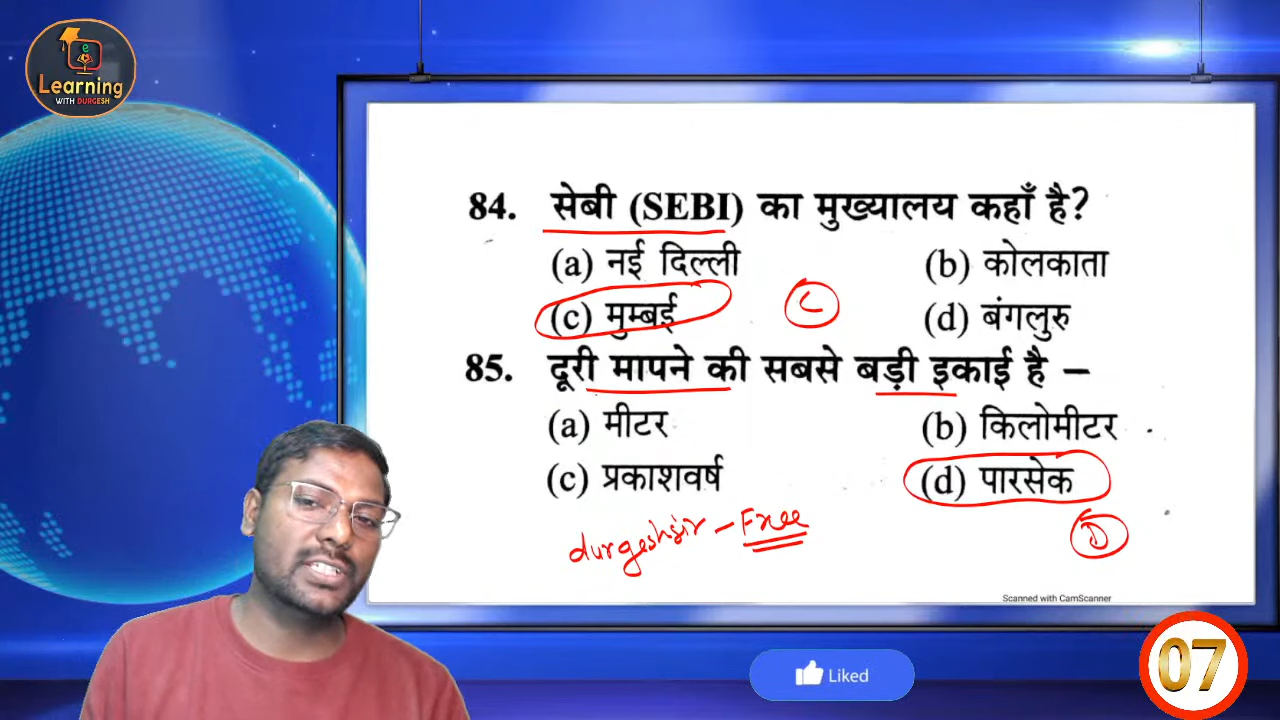 e
Learning
WITH DURGESH
84. सेबी (SEBI) का मुख्यालय कहाँ है?
(a) नई दिल्ली (b) कोलकाता
(c) मुम्बई (d) बंगलुरु
C
85. दूरी मापने की सबसे बड़ी इकाई है –
(a) मीटर (b) किलोमीटर
(c) प्रकाशवर्ष (d) पारसेक
durgeshsir – Free
D
Scanned with CamScanner
Liked
07